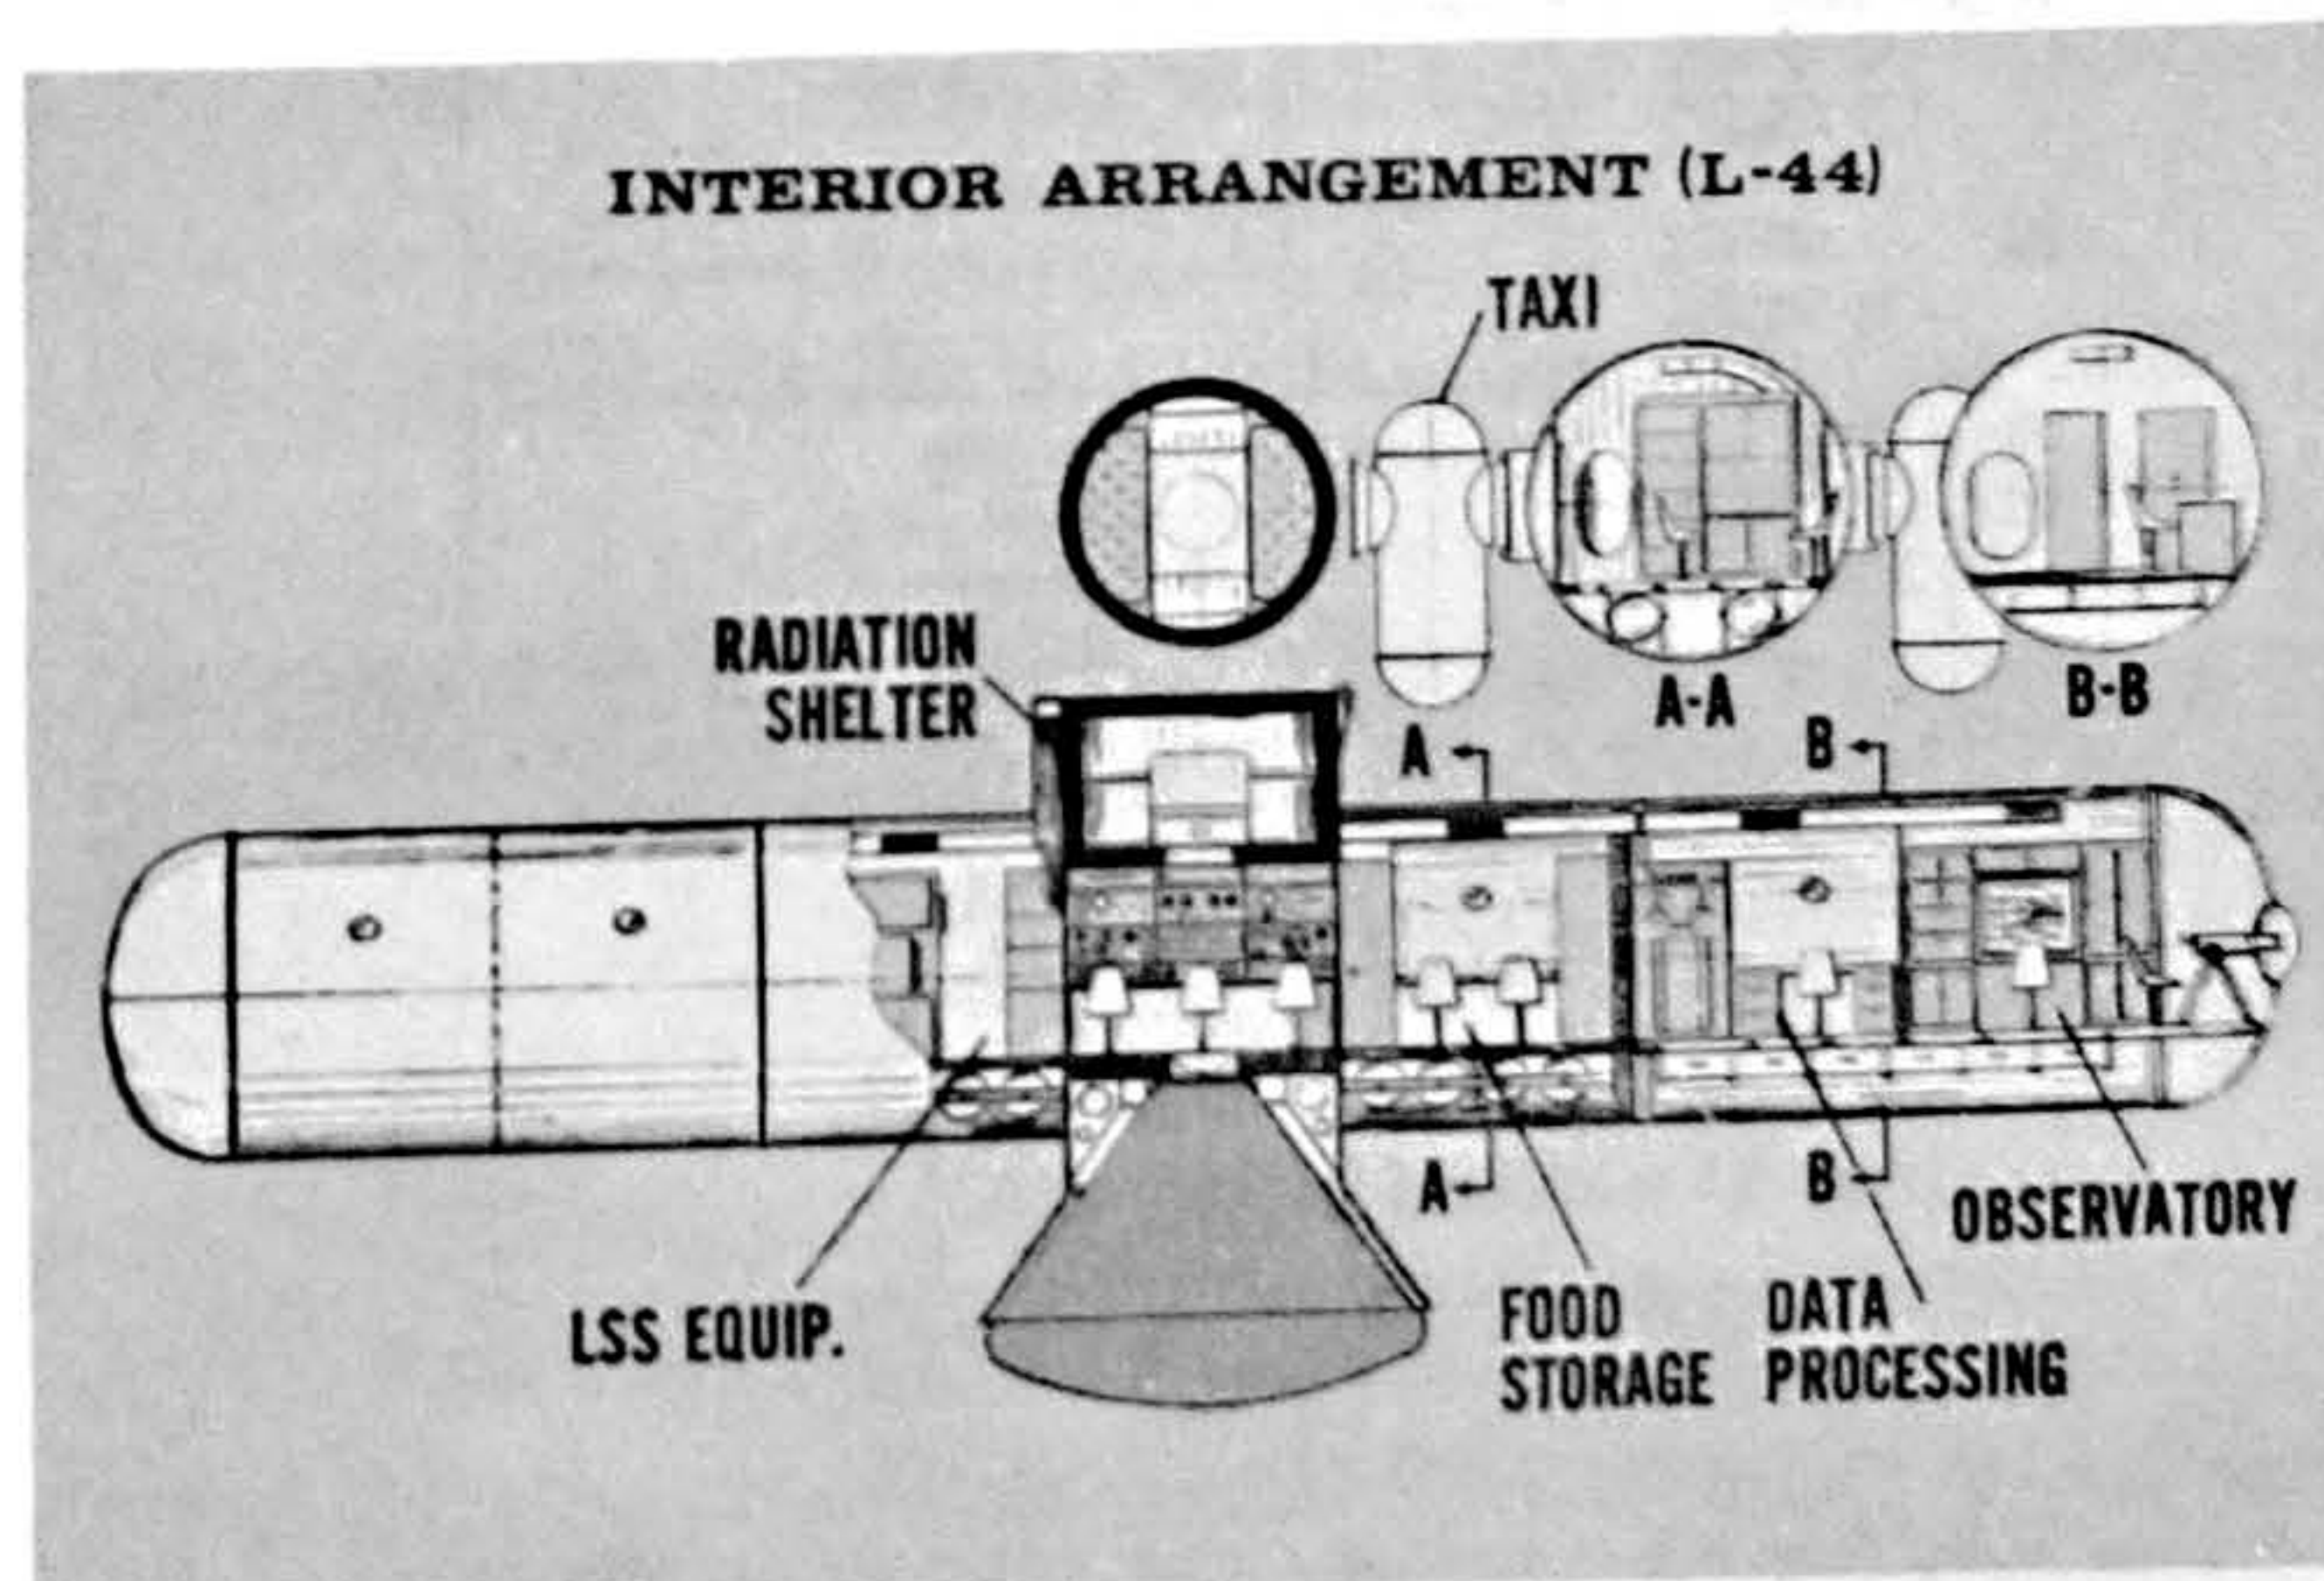 INTERIOR ARRANGEMENT (L-44)
TAXI
RADIATION
SHELTER
A-A
B-B
A
B
A
B
OBSERVATORY
LSS EQUIP.
FOOD
STORAGE
DATA
PROCESSING